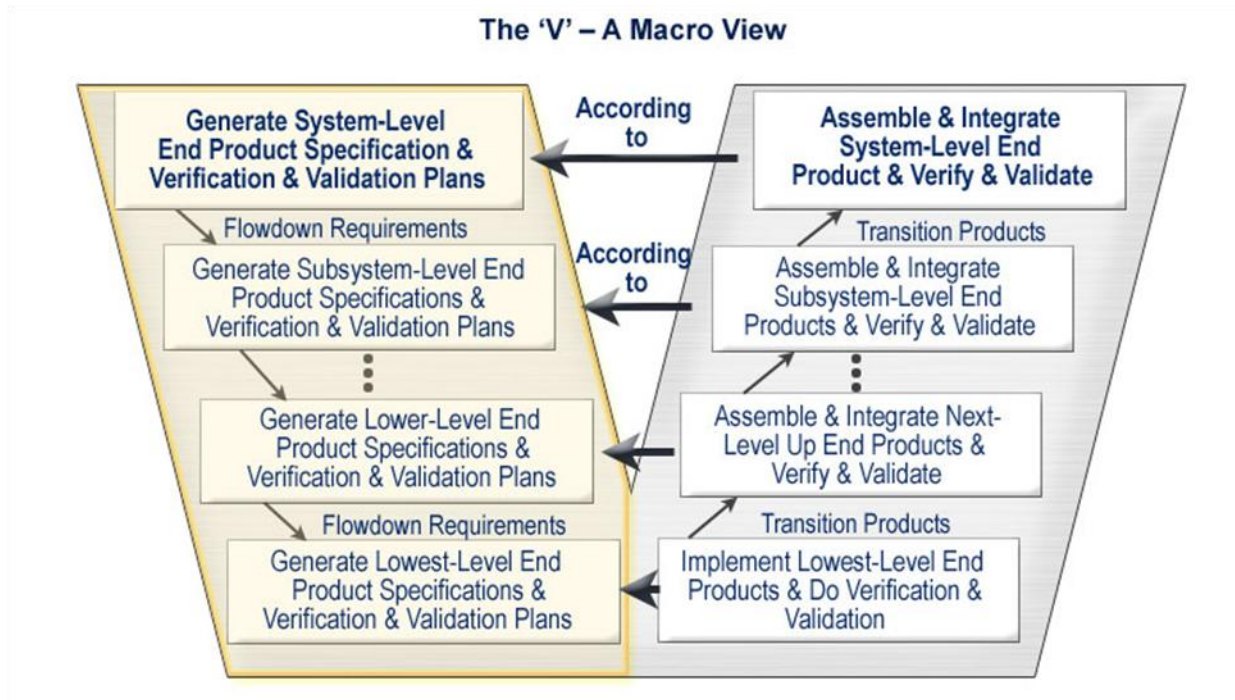 The ‘V’ – A Macro View
Generate System-Level
End Product Specification &
Verification & Validation Plans
According
to
Assemble & Integrate
System-Level End
Product & Verify & Validate
Flowdown Requirements
Transition Products
Generate Subsystem-Level End
Product Specifications &
Verification & Validation Plans
According
to
Assemble & Integrate
Subsystem-Level End
Products & Verify & Validate
Generate Lower-Level End
Product Specifications &
Verification & Validation Plans
Assemble & Integrate Next-
Level Up End Products &
Verify & Validate
Flowdown Requirements
Transition Products
Generate Lowest-Level End
Product Specifications &
Verification & Validation Plans
Implement Lowest-Level End
Products & Do Verification &
Validation